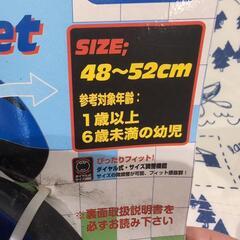 et
SIZE;
48～52cm
参考対象年齢：
1歳以上
6歳未満の幼児
ぴったりフィット！
ダイヤル式・サイズ調整機能
※裏面取扱説明書を
必ずお読み下さい